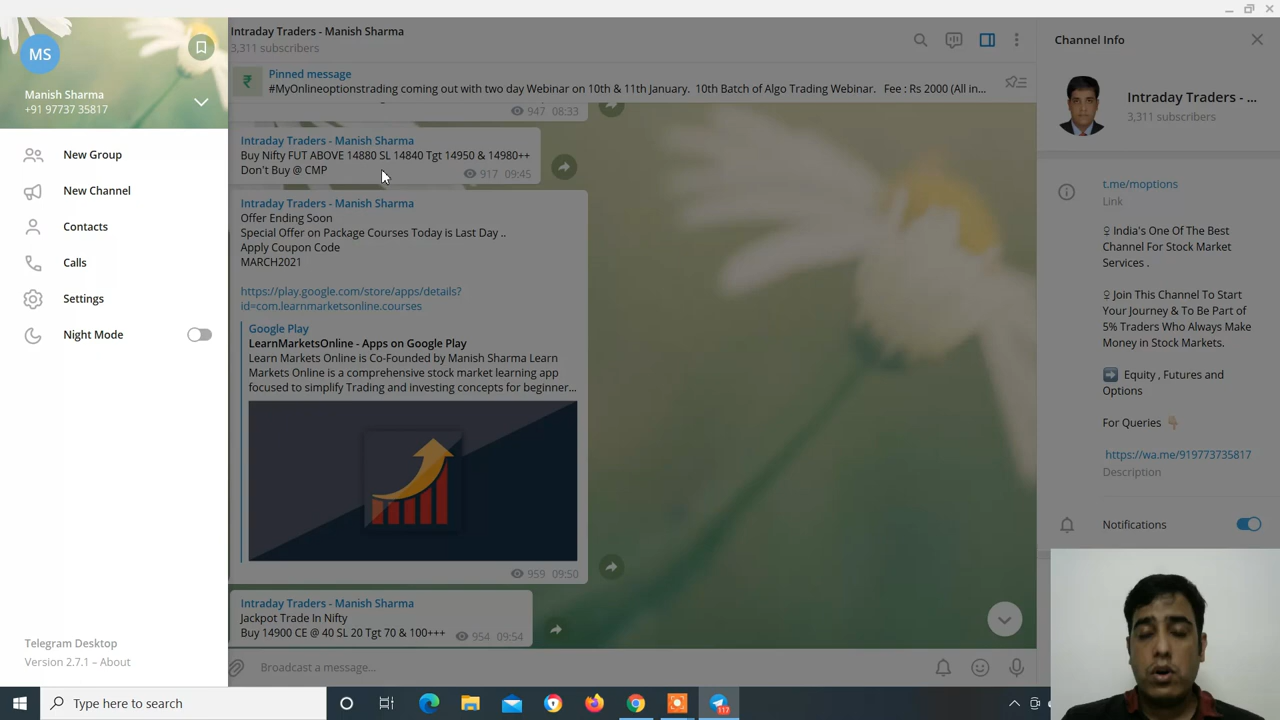 MS
Manish Sharma
+91 97737 35817
New Group
New Channel
Contacts
Calls
Settings
Night Mode
Telegram Desktop
Version 2.7.1 – About
Intraday Traders - Manish Sharma
3,311 subscribers
Pinned message
#MyOnlineoptionstrading coming out with two day Webinar on 10th & 11th January. 10th Batch of Algo Trading Webinar. Fee : Rs 2000 (All in...
947 08:33
Intraday Traders - Manish Sharma
Buy Nifty FUT ABOVE 14880 SL 14840 Tgt 14950 & 14980++
Don't Buy @ CMP
917 09:45
Intraday Traders - Manish Sharma
Offer Ending Soon
Special Offer on Package Courses Today is Last Day ..
Apply Coupon Code
MARCH2021
https://play.google.com/store/apps/details?
id=com.learnmarketsonline.courses
Google Play
LearnMarketsOnline - Apps on Google Play
Learn Markets Online is Co-Founded by Manish Sharma Learn
Markets Online is a comprehensive stock market learning app
focused to simplify Trading and investing concepts for beginner...
959 09:50
Intraday Traders - Manish Sharma
Jackpot Trade In Nifty
Buy 14900 CE @ 40 SL 20 Tgt 70 & 100+++
954 09:54
Broadcast a message...
Channel Info
Intraday Traders - ...
3,311 subscribers
t.me/moptions
Link
India's One Of The Best
Channel For Stock Market
Services .
Join This Channel To Start
Your Journey & To Be Part of
5% Traders Who Always Make
Money in Stock Markets.
Equity , Futures and
Options
For Queries
https://wa.me/919773735817
Description
Notifications
Type here to search
117